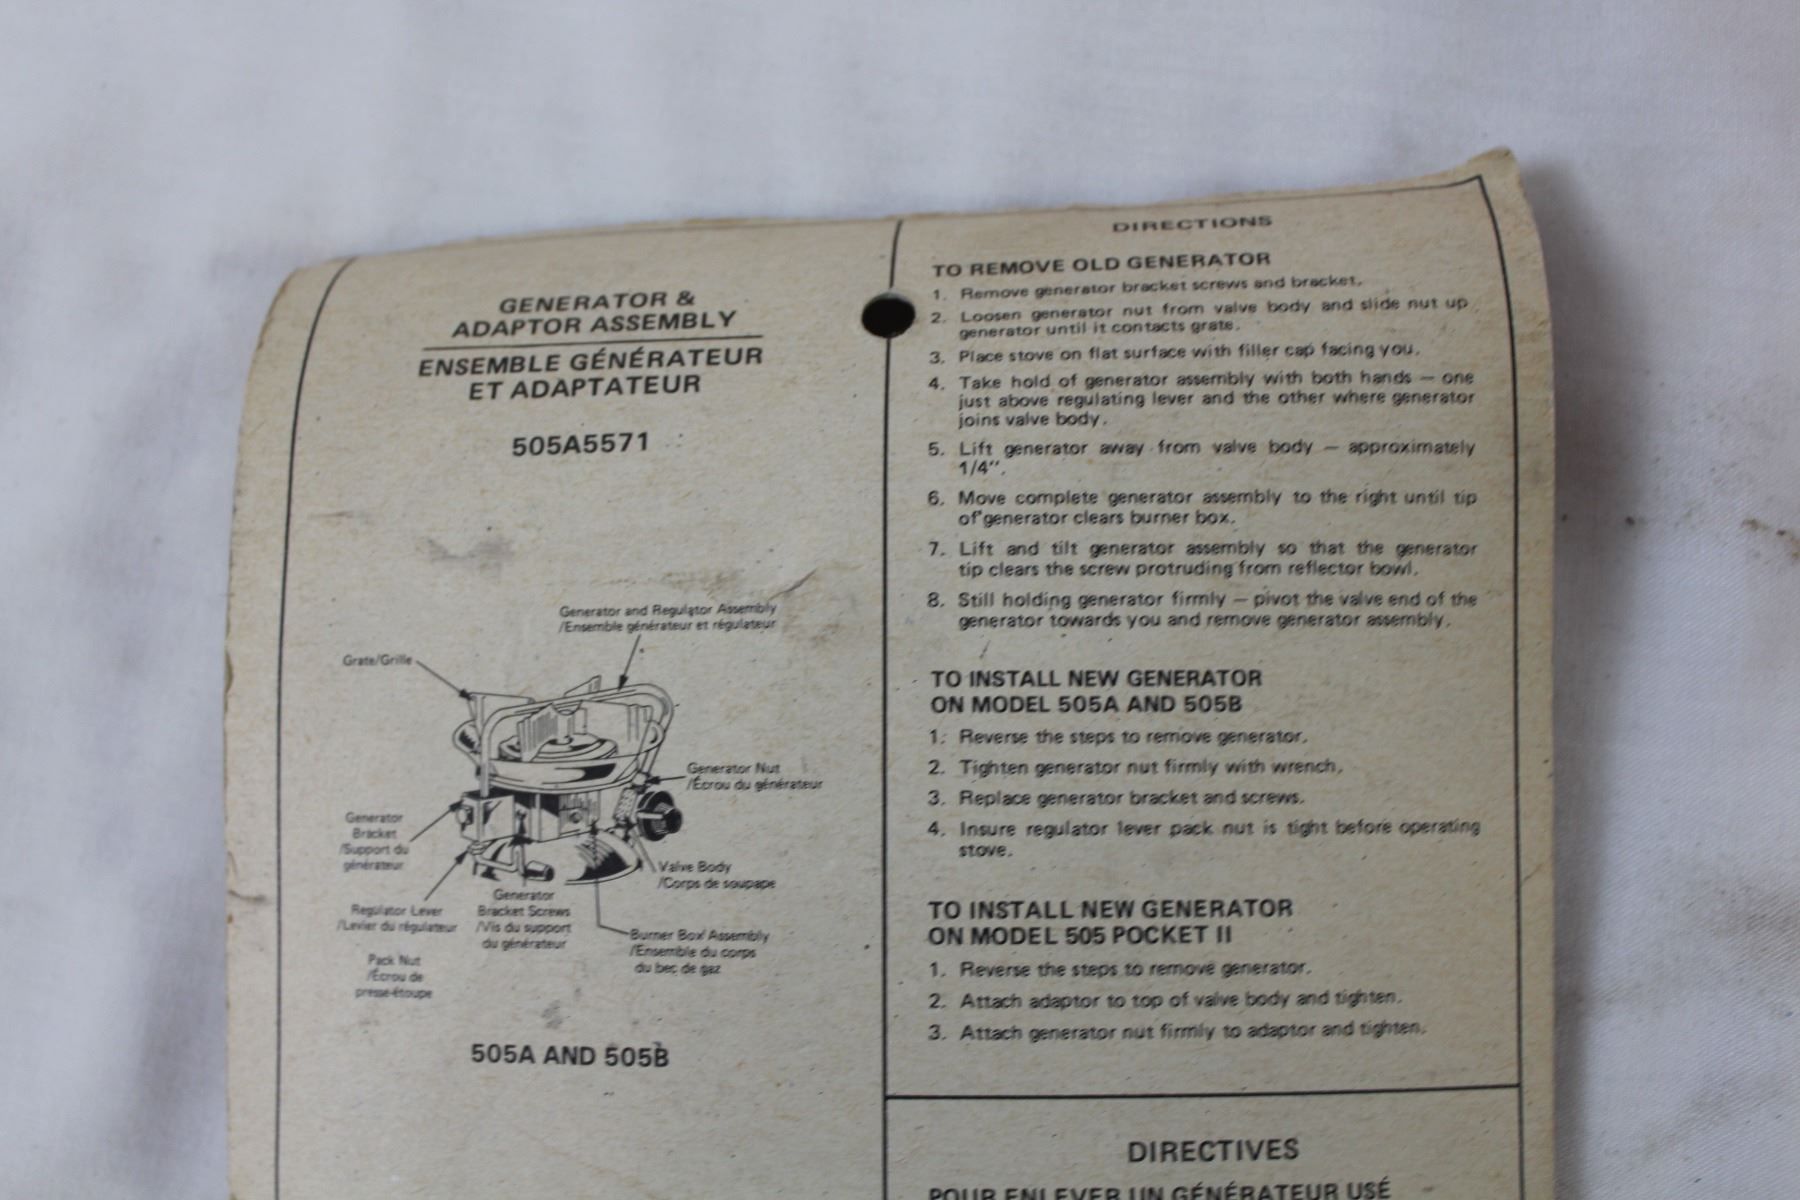 GENERATOR &
ADAPTOR ASSEMBLY
ENSEMBLE GÉNÉRATEUR
ET ADAPTATEUR
505A5571
Generator and Regulator Assembly
/Ensemble générateur et régulateur
Grate/Grille
Generator Nut
/Écrou du générateur
Generator
Bracket
/Support du
générateur
Valve Body
/Corps de soupape
Generator
Bracket Screws
/Vis du support
du générateur
Regulator Lever
/Levier du régulateur
Burner Box Assembly
/Ensemble du corps
du bec de gaz
Pack Nut
/Écrou de
presse-étoupe
505A AND 505B
DIRECTIONS
TO REMOVE OLD GENERATOR
1. Remove generator bracket screws and bracket.
2. Loosen generator nut from valve body and slide nut up
generator until it contacts grate.
3. Place stove on flat surface with filler cap facing you.
4. Take hold of generator assembly with both hands — one
just above regulating lever and the other where generator
joins valve body.
5. Lift generator away from valve body — approximately
1/4".
6. Move complete generator assembly to the right until tip
of generator clears burner box.
7. Lift and tilt generator assembly so that the generator
tip clears the screw protruding from reflector bowl.
8. Still holding generator firmly — pivot the valve end of the
generator towards you and remove generator assembly.
TO INSTALL NEW GENERATOR
ON MODEL 505A AND 505B
1. Reverse the steps to remove generator.
2. Tighten generator nut firmly with wrench.
3. Replace generator bracket and screws.
4. Insure regulator lever pack nut is tight before operating
stove.
TO INSTALL NEW GENERATOR
ON MODEL 505 POCKET II
1. Reverse the steps to remove generator.
2. Attach adaptor to top of valve body and tighten.
3. Attach generator nut firmly to adaptor and tighten.
DIRECTIVES
POUR ENLEVER UN GÉNÉRATEUR USÉ